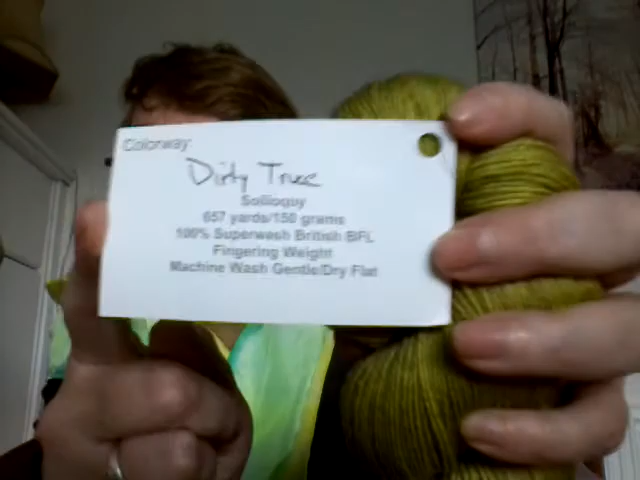 Colorway:
Dirty Tree
Soliloquy
657 yards/150 grams
100% Superwash British BFL
Fingering Weight
Machine Wash Gentle/Dry Flat